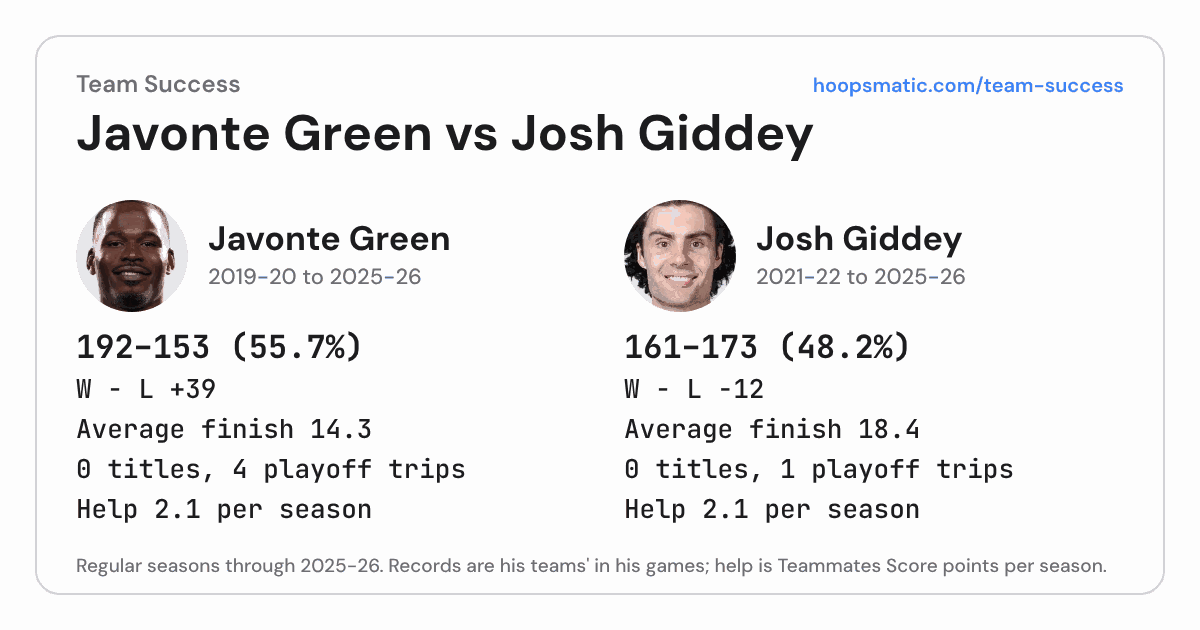 Team Success
hoopsmatic.com/team-success
Javonte Green vs Josh Giddey
Javonte Green
2019-20 to 2025-26
192-153 (55.7%)
W - L +39
Average finish 14.3
0 titles, 4 playoff trips
Help 2.1 per season
Josh Giddey
2021-22 to 2025-26
161-173 (48.2%)
W - L -12
Average finish 18.4
0 titles, 1 playoff trips
Help 2.1 per season
Regular seasons through 2025-26. Records are his teams' in his games; help is Teammates Score points per season.